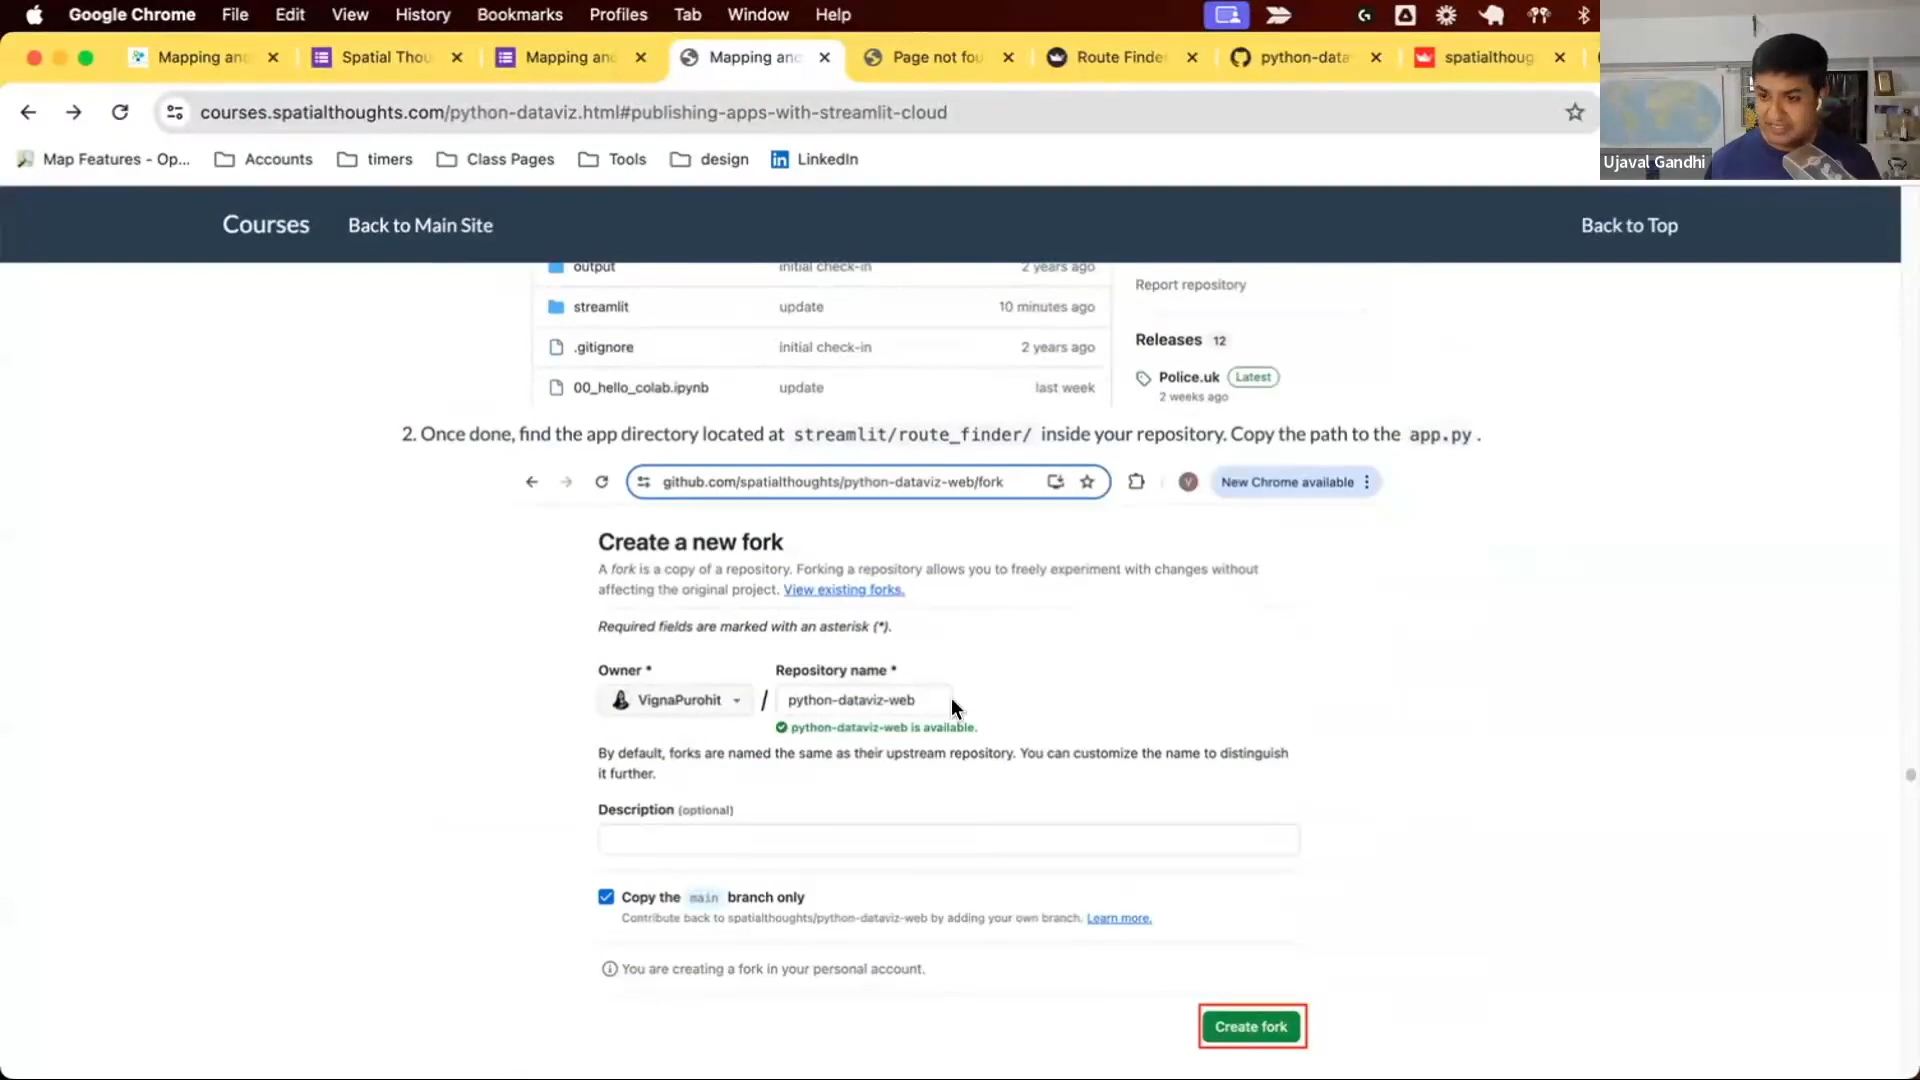 Google Chrome File Edit View History Bookmarks Profiles Tab Window Help
Mapping an Spatial Thou Mapping an Mapping an Page not fou Route Finde python-data spatialthoug
courses.spatialthoughts.com/python-dataviz.html#publishing-apps-with-streamlit-cloud
Map Features - Op... Accounts timers Class Pages Tools design LinkedIn
Ujaval Gandhi
Courses Back to Main Site Back to Top
output initial check-in 2 years ago
Report repository
streamlit update 10 minutes ago
Releases 12
.gitignore initial check-in 2 years ago
Police.uk Latest
00_hello_colab.ipynb update last week
2 weeks ago
2. Once done, find the app directory located at streamlit/route_finder/ inside your repository. Copy the path to the app.py .
github.com/spatialthoughts/python-dataviz-web/fork V New Chrome available
Create a new fork
A fork is a copy of a repository. Forking a repository allows you to freely experiment with changes without
affecting the original project. View existing forks.
Required fields are marked with an asterisk (*).
Owner * Repository name *
VignaPurohit / python-dataviz-web
python-dataviz-web is available.
By default, forks are named the same as their upstream repository. You can customize the name to distinguish
it further.
Description (optional)
Copy the main branch only
Contribute back to spatialthoughts/python-dataviz-web by adding your own branch. Learn more.
You are creating a fork in your personal account.
Create fork